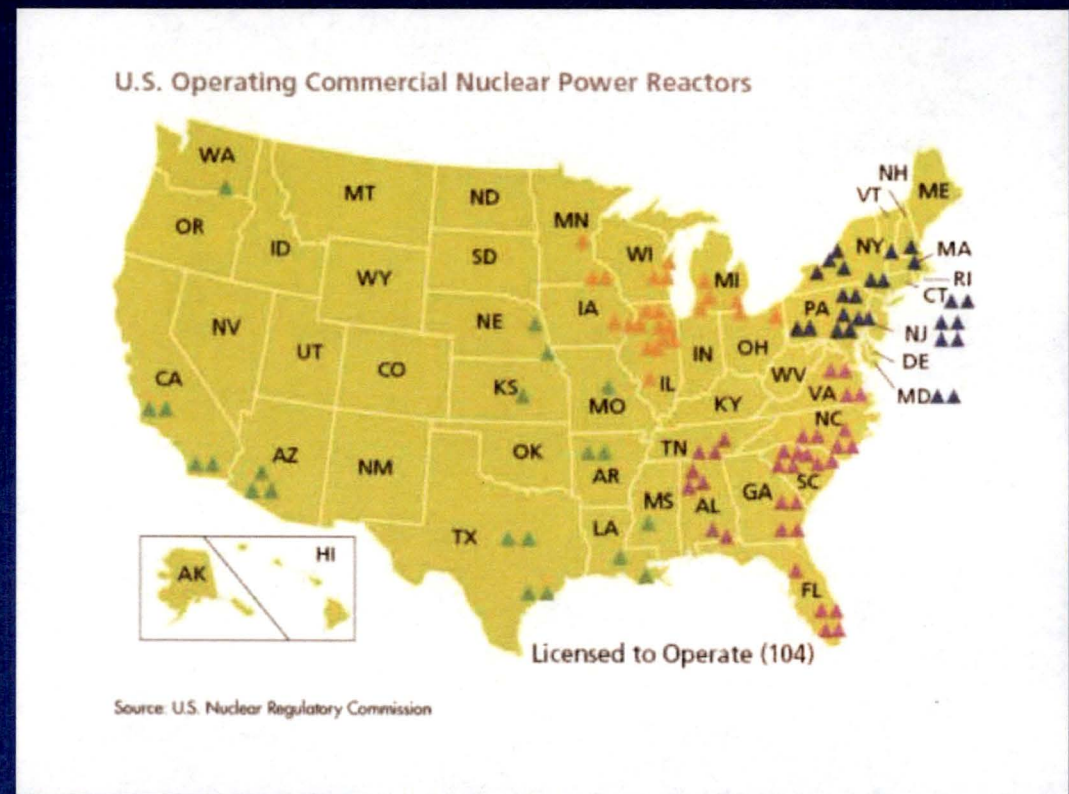 U.S. Operating Commercial Nuclear Power Reactors
WA
MT
ND
MN
NH
VT
ME
OR
ID
SD
WI
NY
MA
WY
MI
RI
CT
NV
NE
IA
PA
NJ
UT
CO
IN
OH
DE
CA
KS
MO
IL
WV
VA
MD
KY
NC
AZ
NM
OK
TN
AR
SC
MS
AL
GA
TX
LA
HI
AK
FL
Licensed to Operate (104)
Source: U.S. Nuclear Regulatory Commission